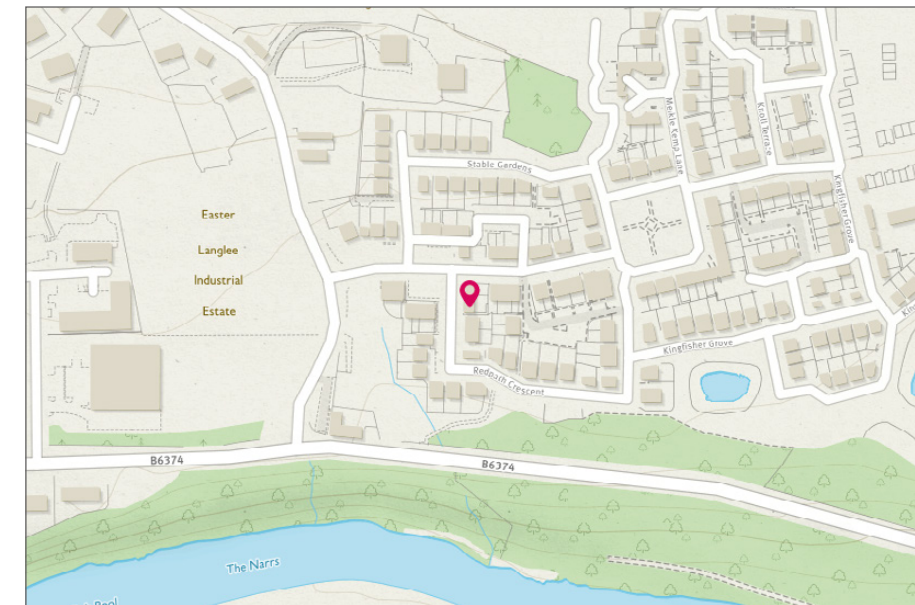 Stable Gardens
Meikle Kemp Lane
Knoll Terrace
Kingfisher Grove
Easter
Langlee
Industrial
Estate
Kingfisher Grove
Redpath Crescent
B6374
B6374
The Narrs
Pool